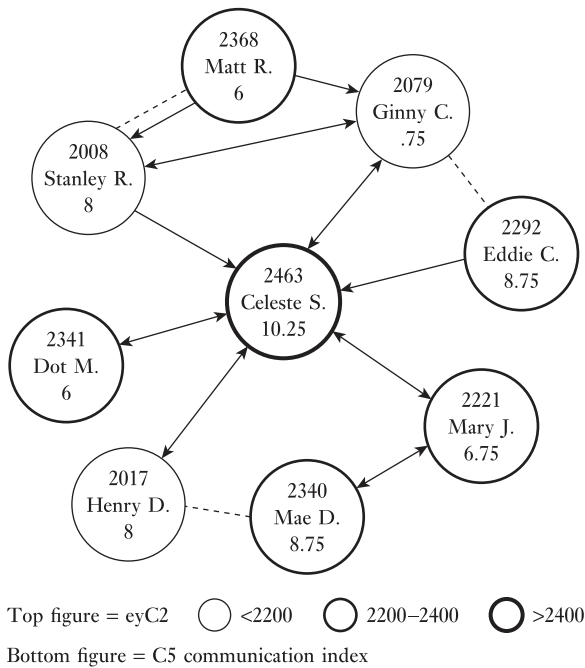 2368
Matt R.
6
2079
Ginny C.
.75
2008
Stanley R.
8
2292
Eddie C.
8.75
2463
Celeste S.
10.25
2341
Dot M.
6
2221
Mary J.
6.75
2017
Henry D.
8
2340
Mae D.
8.75
Top figure = eyC2 <2200 2200–2400 >2400
Bottom figure = C5 communication index